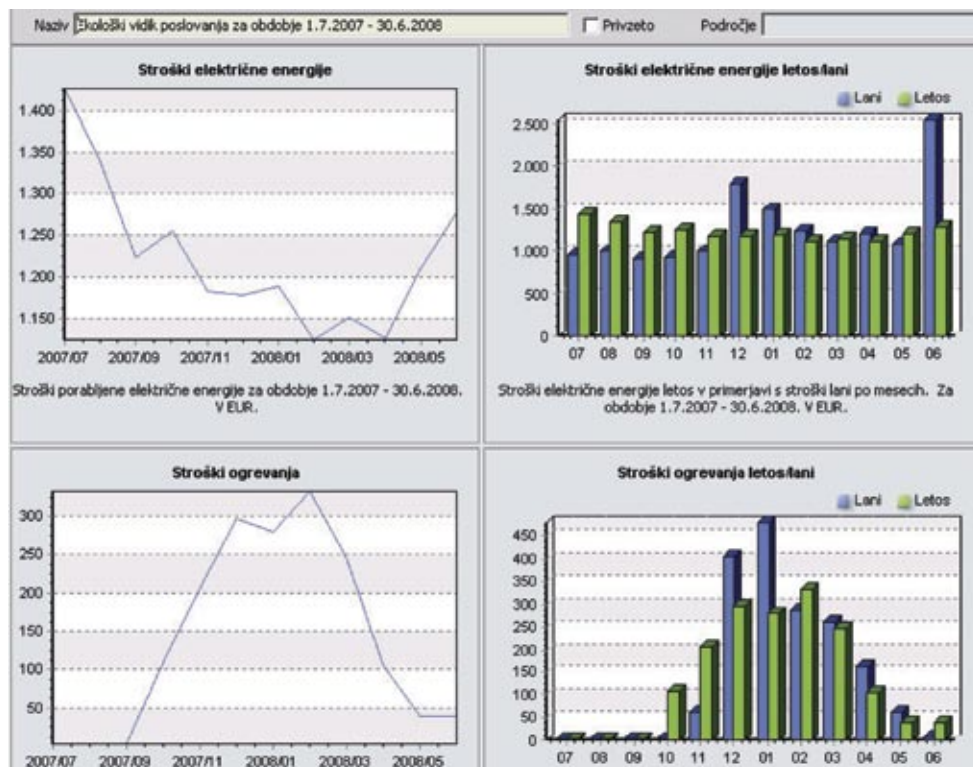 Naziv Ekološki vidik poslovanja za obdobje 1.7.2007 - 30.6.2008 Privzeto Področje
Stroški električne energije
1.400
1.350
1.300
1.250
1.200
1.150
2007/07 2007/09 2007/11 2008/01 2008/03 2008/05
Stroški porabljene električne energije za obdobje 1.7.2007 - 30.6.2008.
V EUR.
Stroški električne energije letos/lani
Lani Letos
2.500
2.000
1.500
1.000
500
0
07 08 09 10 11 12 01 02 03 04 05 06
Stroški električne energije letos v primerjavi s stroški lani po mesecih. Za
obdobje 1.7.2007 - 30.6.2008. V EUR.
Stroški ogrevanja
300
250
200
150
100
50
2007/07 2007/09 2007/11 2008/01 2008/03 2008/05
Stroški ogrevanja letos/lani
Lani Letos
450
400
350
300
250
200
150
100
50
0
07 08 09 10 11 12 01 02 03 04 05 06